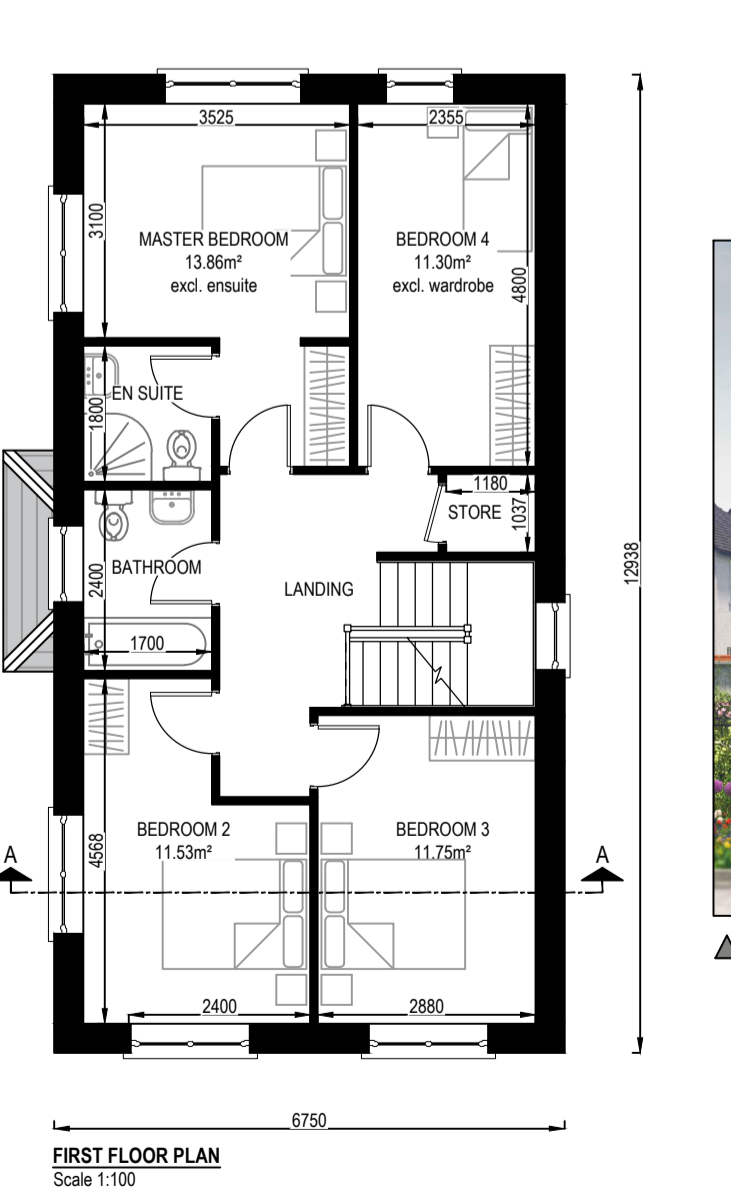 3525
2355
3100
MASTER BEDROOM
13.86m²
excl. ensuite
BEDROOM 4
11.30m²
excl. wardrobe
4800
EN SUITE
1800
1180
STORE
1037
BATHROOM
2400
LANDING
12938
1700
4568
BEDROOM 2
11.53m²
BEDROOM 3
11.75m²
A
A
2400
2880
6750
FIRST FLOOR PLAN
Scale 1:100